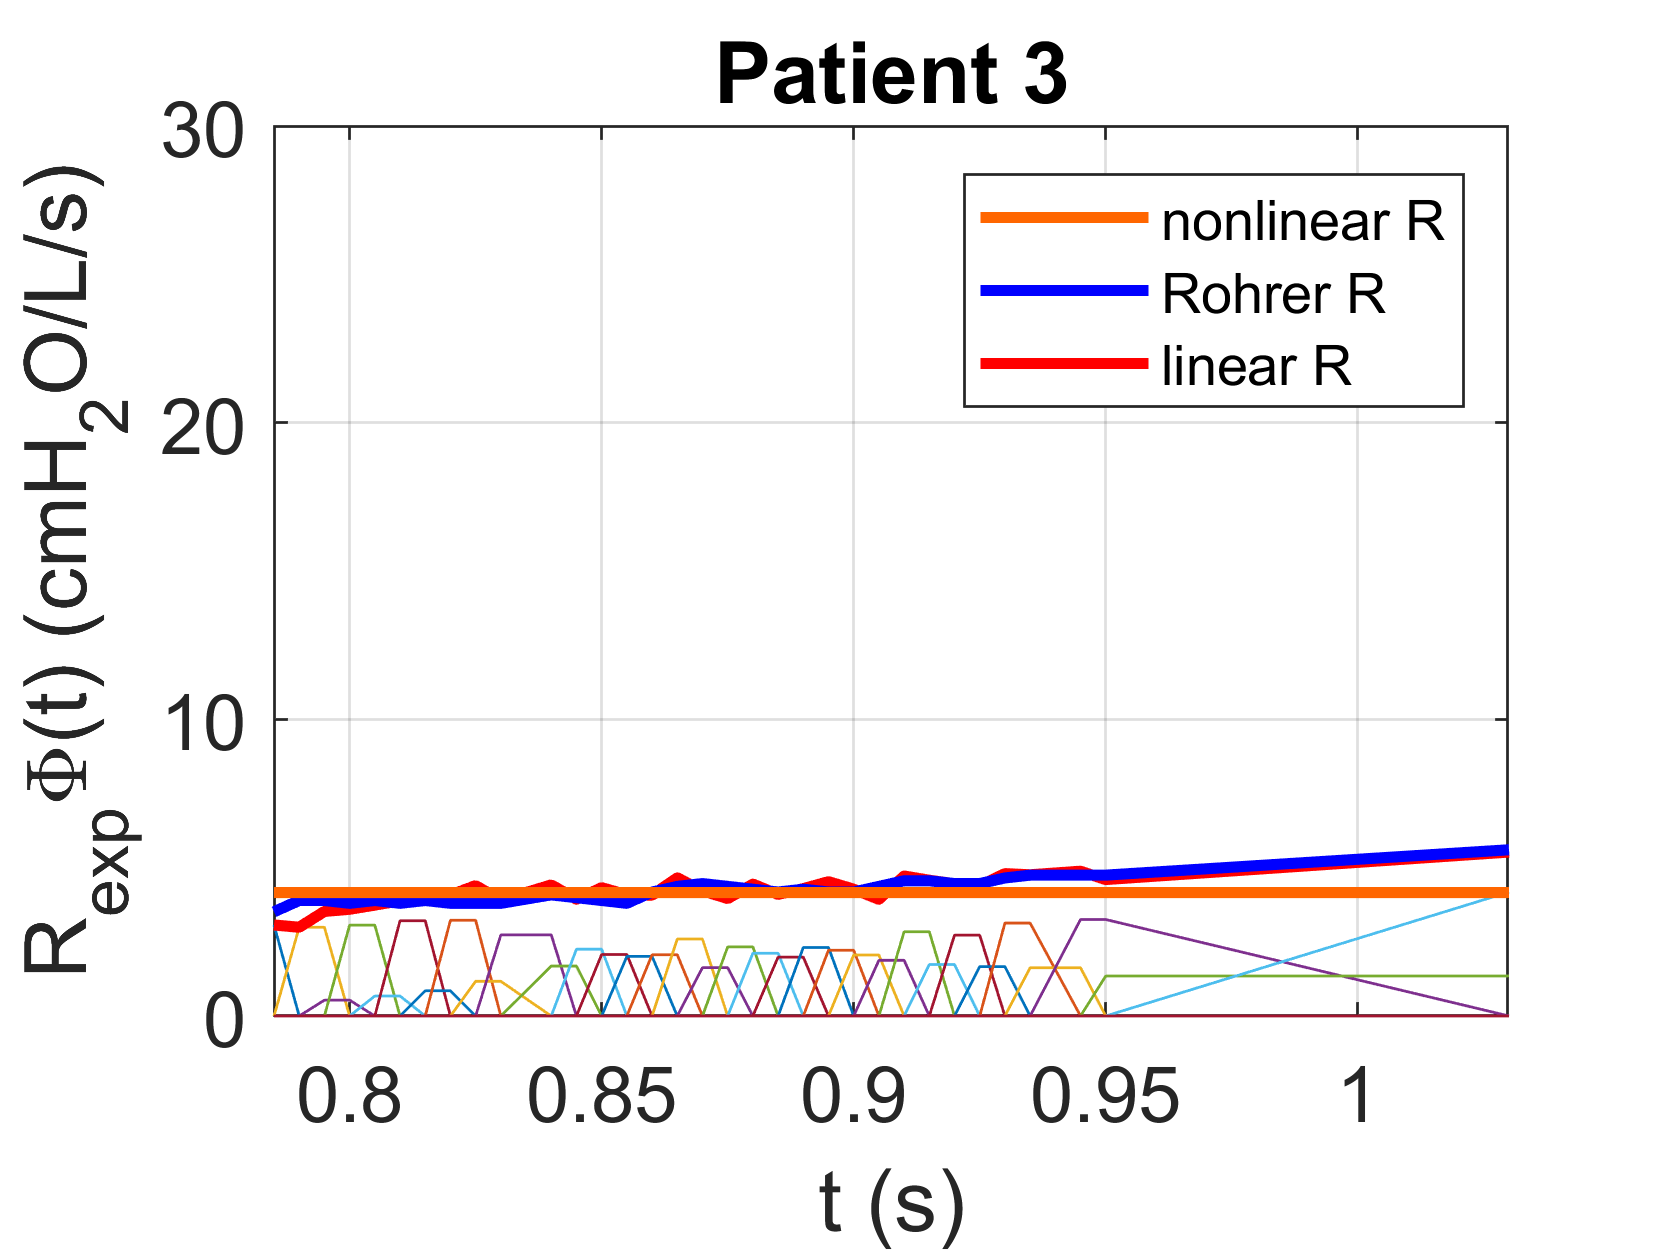 Patient 3
R_expΦ(t) (cmH_2O/L/s)
30
20
10
0
nonlinear R
Rohrer R
linear R
0.8 0.85 0.9 0.95 1
t (s)